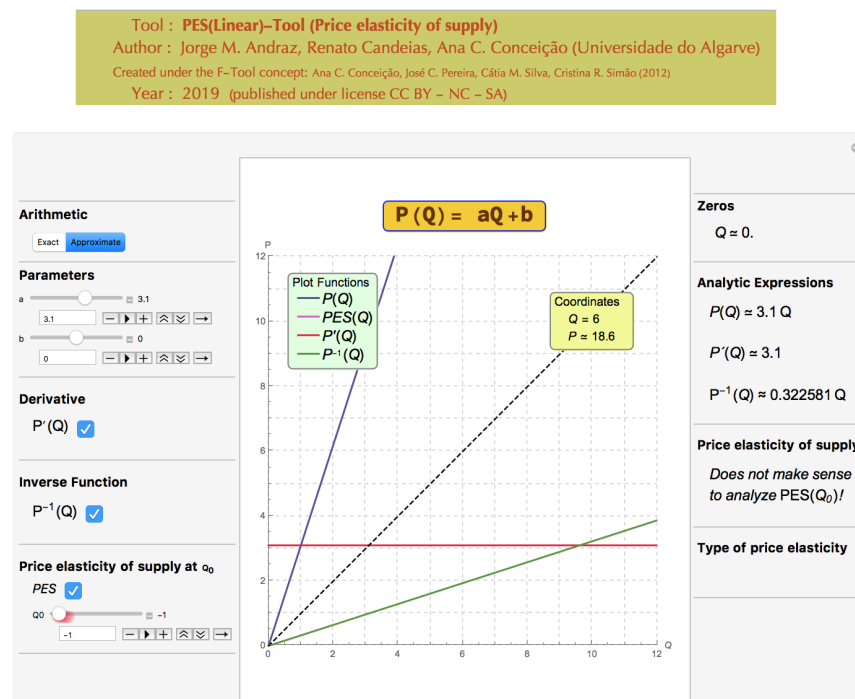 Tool : PES(Linear)–Tool (Price elasticity of supply)
Author : Jorge M. Andraz, Renato Candeias, Ana C. Conceição (Universidade do Algarve)
Created under the F-Tool concept: Ana C. Conceição, José C. Pereira, Cátia M. Silva, Cristina R. Simão (2012)
Year : 2019 (published under license CC BY – NC – SA)
Arithmetic
Exact Approximate
Parameters
a 3.1
3.1
b 0
0
Derivative
P′(Q)
Inverse Function
P⁻¹(Q)
Price elasticity of supply at Q₀
PES
Q0 -1
-1
P(Q) = aQ+b
P
12
10
8
6
4
2
0
0 2 4 6 8 10 12
Q
Plot Functions
P(Q)
PES(Q)
P′(Q)
P⁻¹(Q)
Coordinates
Q = 6
P ≃ 18.6
Zeros
Q ≃ 0.
Analytic Expressions
P(Q) ≃ 3.1 Q
P′(Q) ≃ 3.1
P⁻¹(Q) ≈ 0.322581 Q
Price elasticity of supply
Does not make sense
to analyze PES(Q₀)!
Type of price elasticity